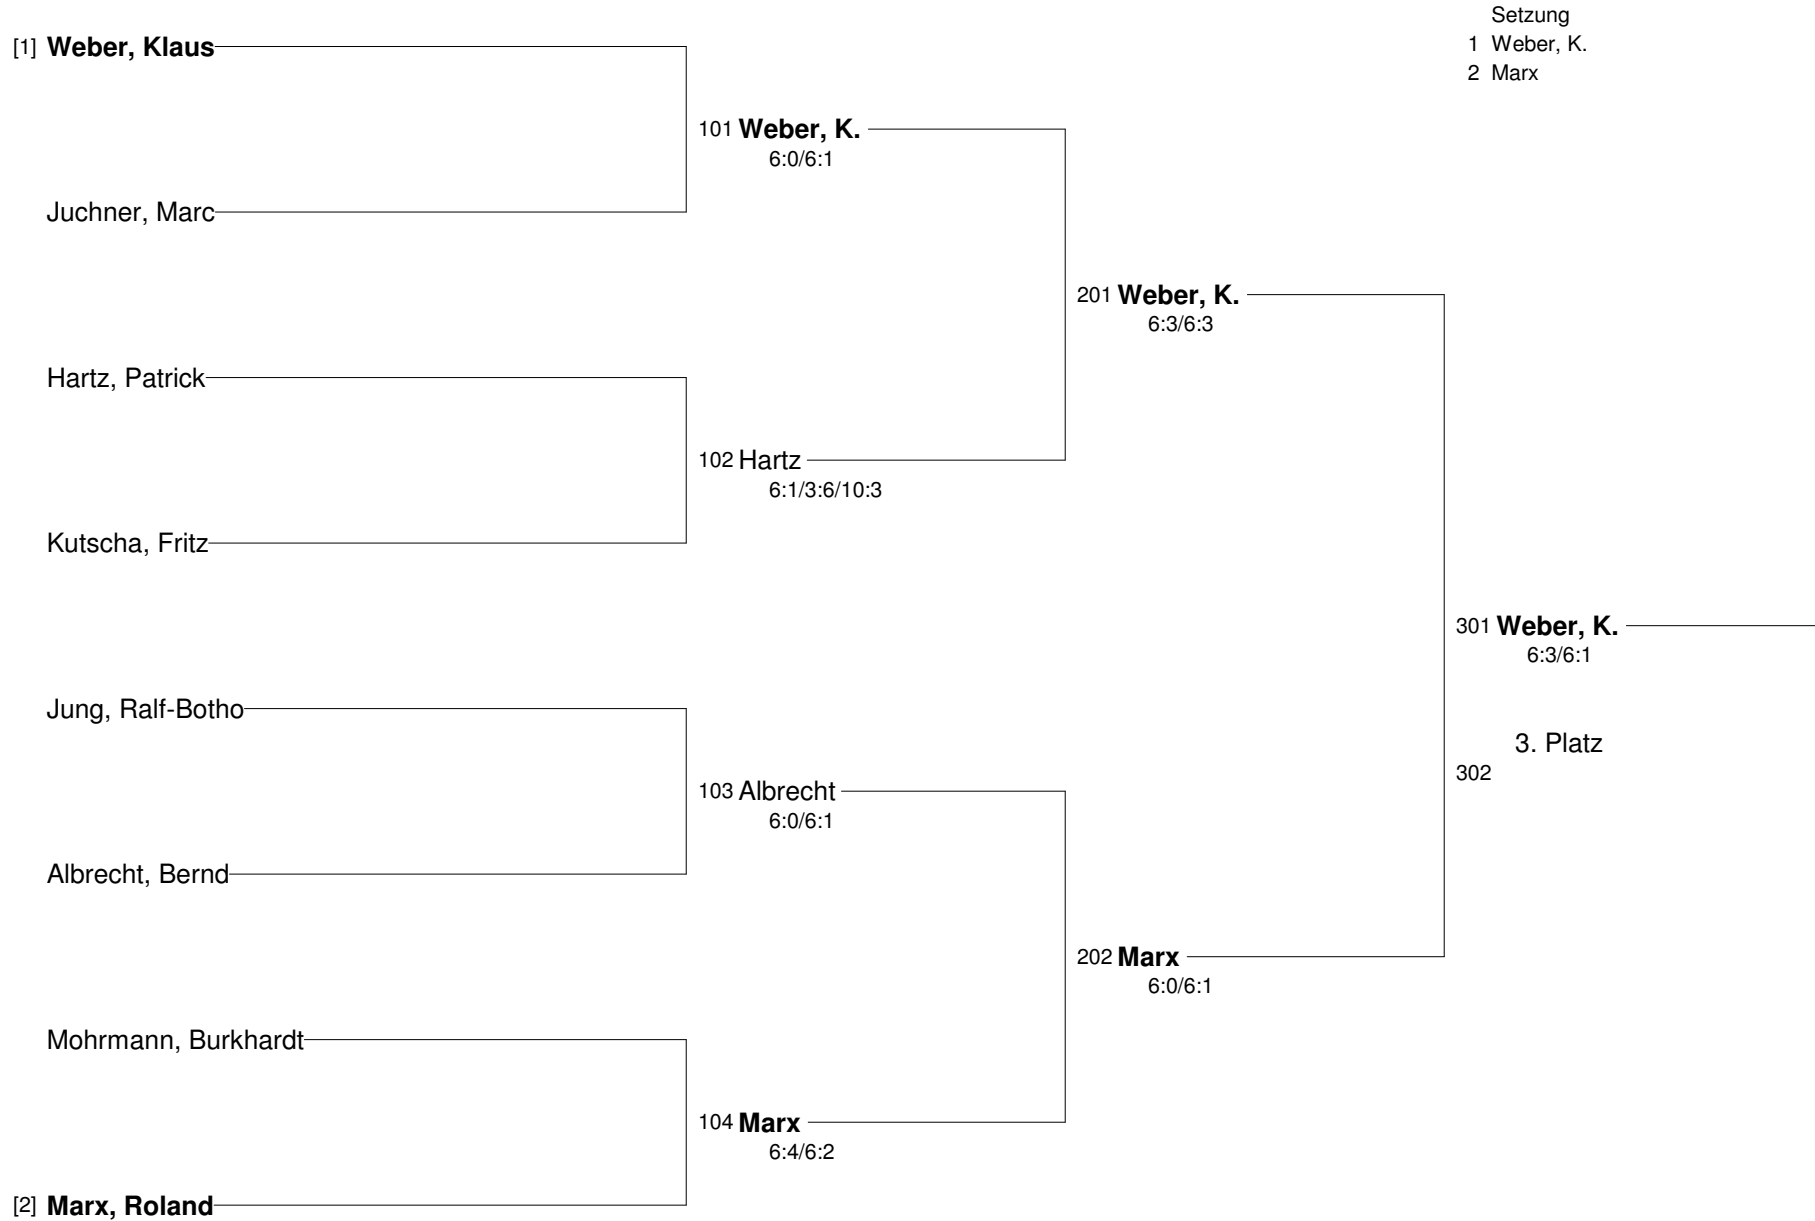 Setzung
1 Weber, K.
2 Marx
[1] Weber, Klaus
101 Weber, K.
6:0/6:1
Juchner, Marc
201 Weber, K.
6:3/6:3
Hartz, Patrick
102 Hartz
6:1/3:6/10:3
Kutscha, Fritz
301 Weber, K.
6:3/6:1
Jung, Ralf-Botho
3. Platz
302
103 Albrecht
6:0/6:1
Albrecht, Bernd
202 Marx
6:0/6:1
Mohrmann, Burkhardt
104 Marx
6:4/6:2
[2] Marx, Roland